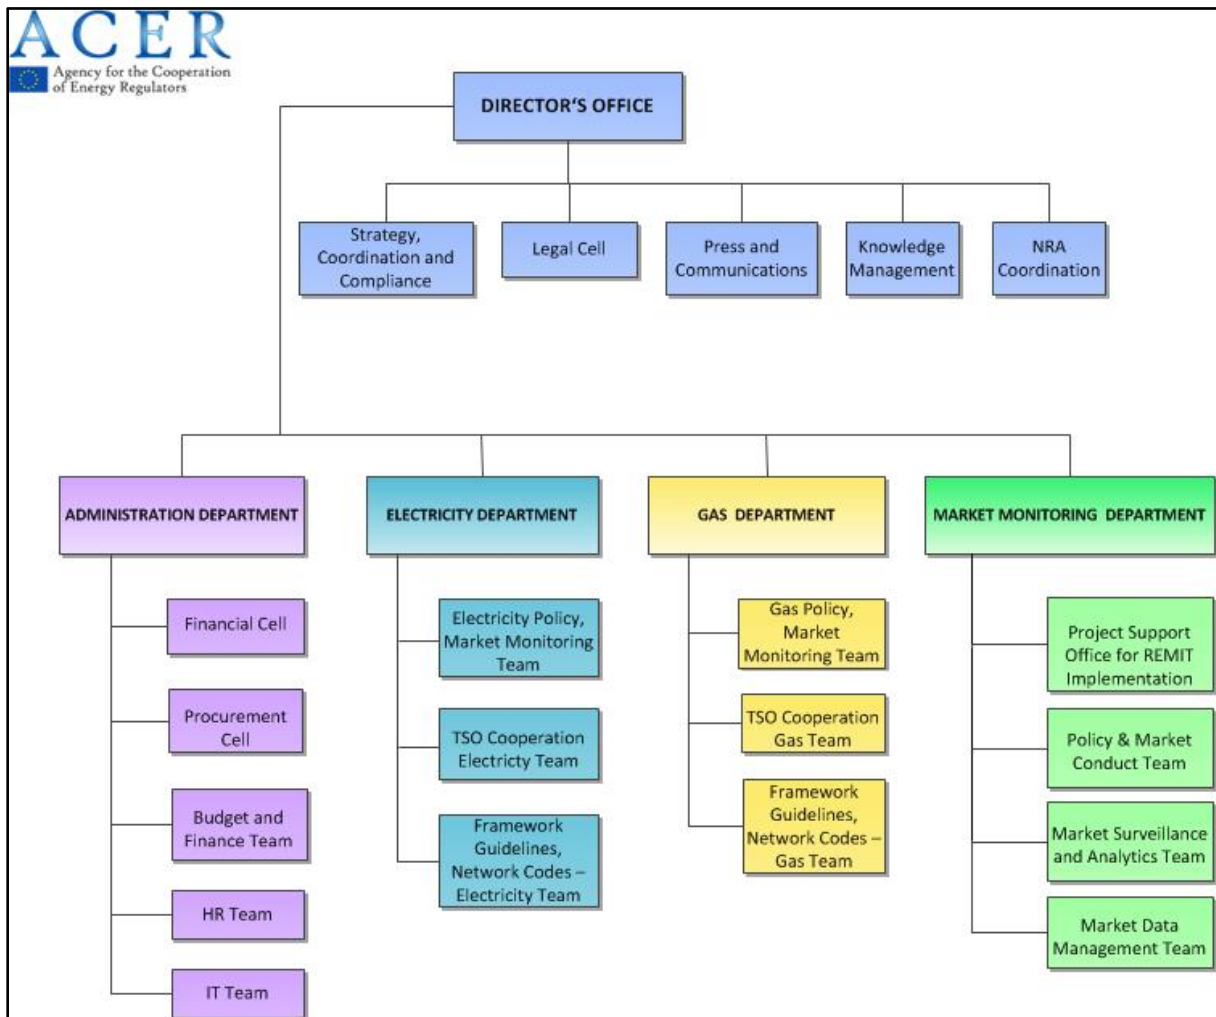 ACER
Agency for the Cooperation
of Energy Regulators
DIRECTOR'S OFFICE
Strategy,
Coordination and
Compliance
Legal Cell
Press and
Communications
Knowledge
Management
NRA
Coordination
ADMINISTRATION DEPARTMENT
Financial Cell
Procurement
Cell
Budget and
Finance Team
HR Team
IT Team
ELECTRICITY DEPARTMENT
Electricity Policy,
Market Monitoring
Team
TSO Cooperation
Electricty Team
Framework
Guidelines,
Network Codes –
Electricity Team
GAS DEPARTMENT
Gas Policy,
Market
Monitoring Team
TSO Cooperation
Gas Team
Framework
Guidelines,
Network Codes –
Gas Team
MARKET MONITORING DEPARTMENT
Project Support
Office for REMIT
Implementation
Policy & Market
Conduct Team
Market Surveillance
and Analytics Team
Market Data
Management Team